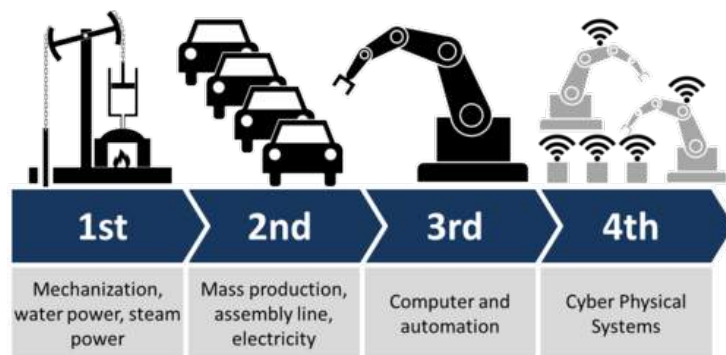 1st
2nd
3rd
4th
Mechanization,
water power, steam
power
Mass production,
assembly line,
electricity
Computer and
automation
Cyber Physical
Systems